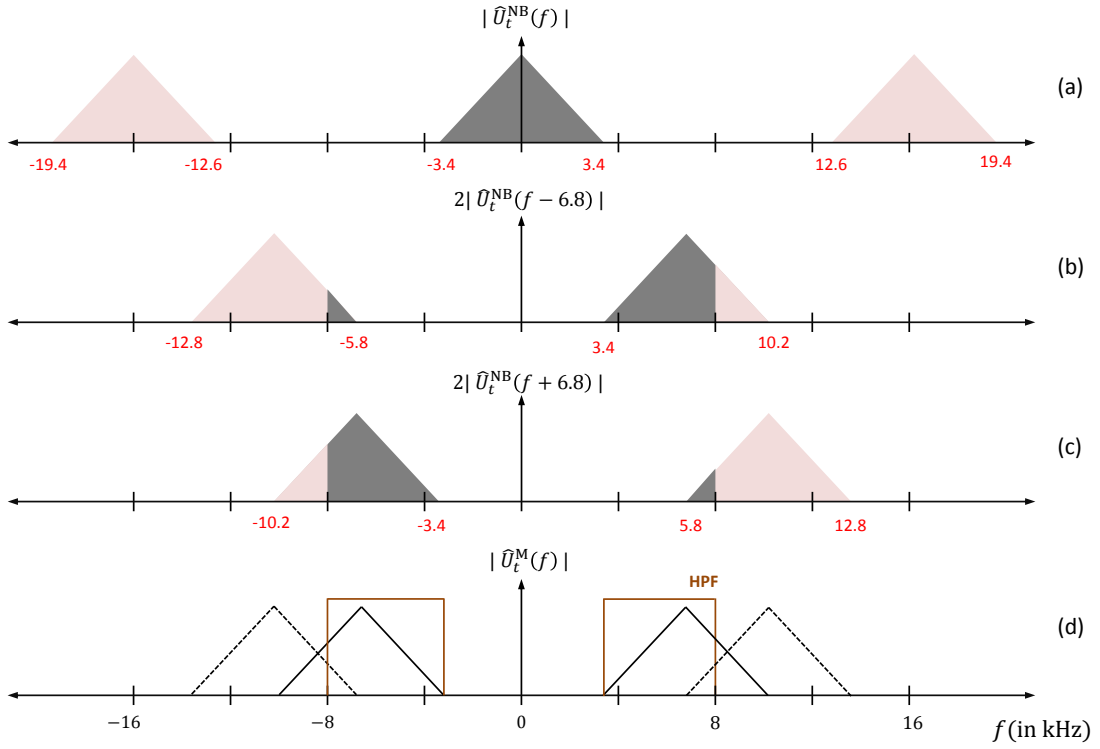 | Û_t^NB(f) |
(a)
-19.4 -12.6 -3.4 3.4 12.6 19.4
2| Û_t^NB(f − 6.8) |
(b)
-12.8 -5.8 3.4 10.2
2| Û_t^NB(f + 6.8) |
(c)
-10.2 -3.4 5.8 12.8
| Û_t^M(f) |
HPF
(d)
−16 −8 0 8 16 f (in kHz)